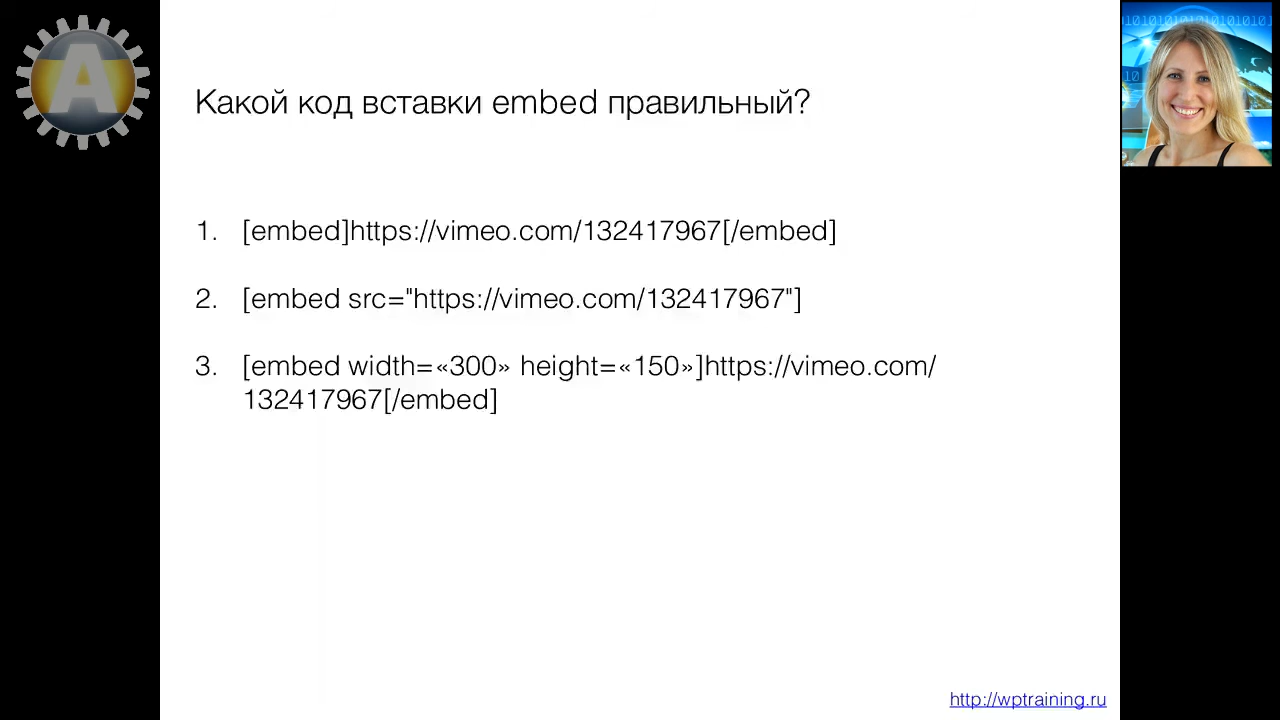 A
Какой код вставки embed правильный?
1. [embed]https://vimeo.com/132417967[/embed]
2. [embed src="https://vimeo.com/132417967"]
3. [embed width=«300» height=«150»]https://vimeo.com/
132417967[/embed]
http://wptraining.ru